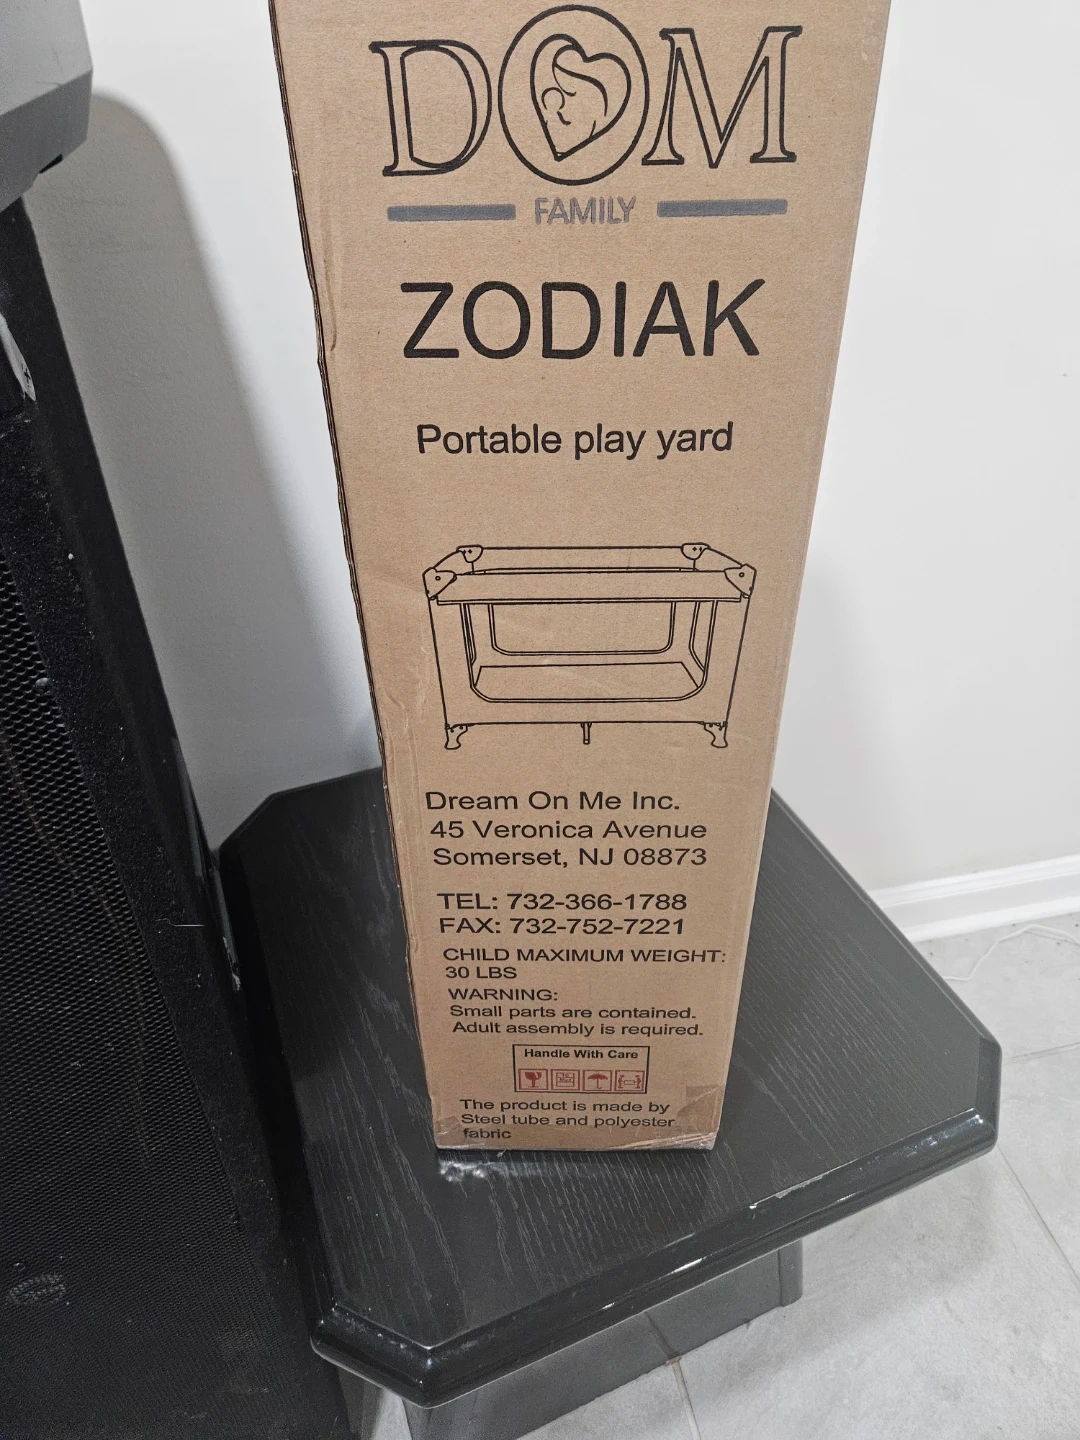 DOM
FAMILY
ZODIAK
Portable play yard
Dream On Me Inc.
45 Veronica Avenue
Somerset, NJ 08873
TEL: 732-366-1788
FAX: 732-752-7221
CHILD MAXIMUM WEIGHT:
30 LBS
WARNING:
Small parts are contained.
Adult assembly is required.
Handle With Care
The product is made by
Steel tube and polyester
fabric